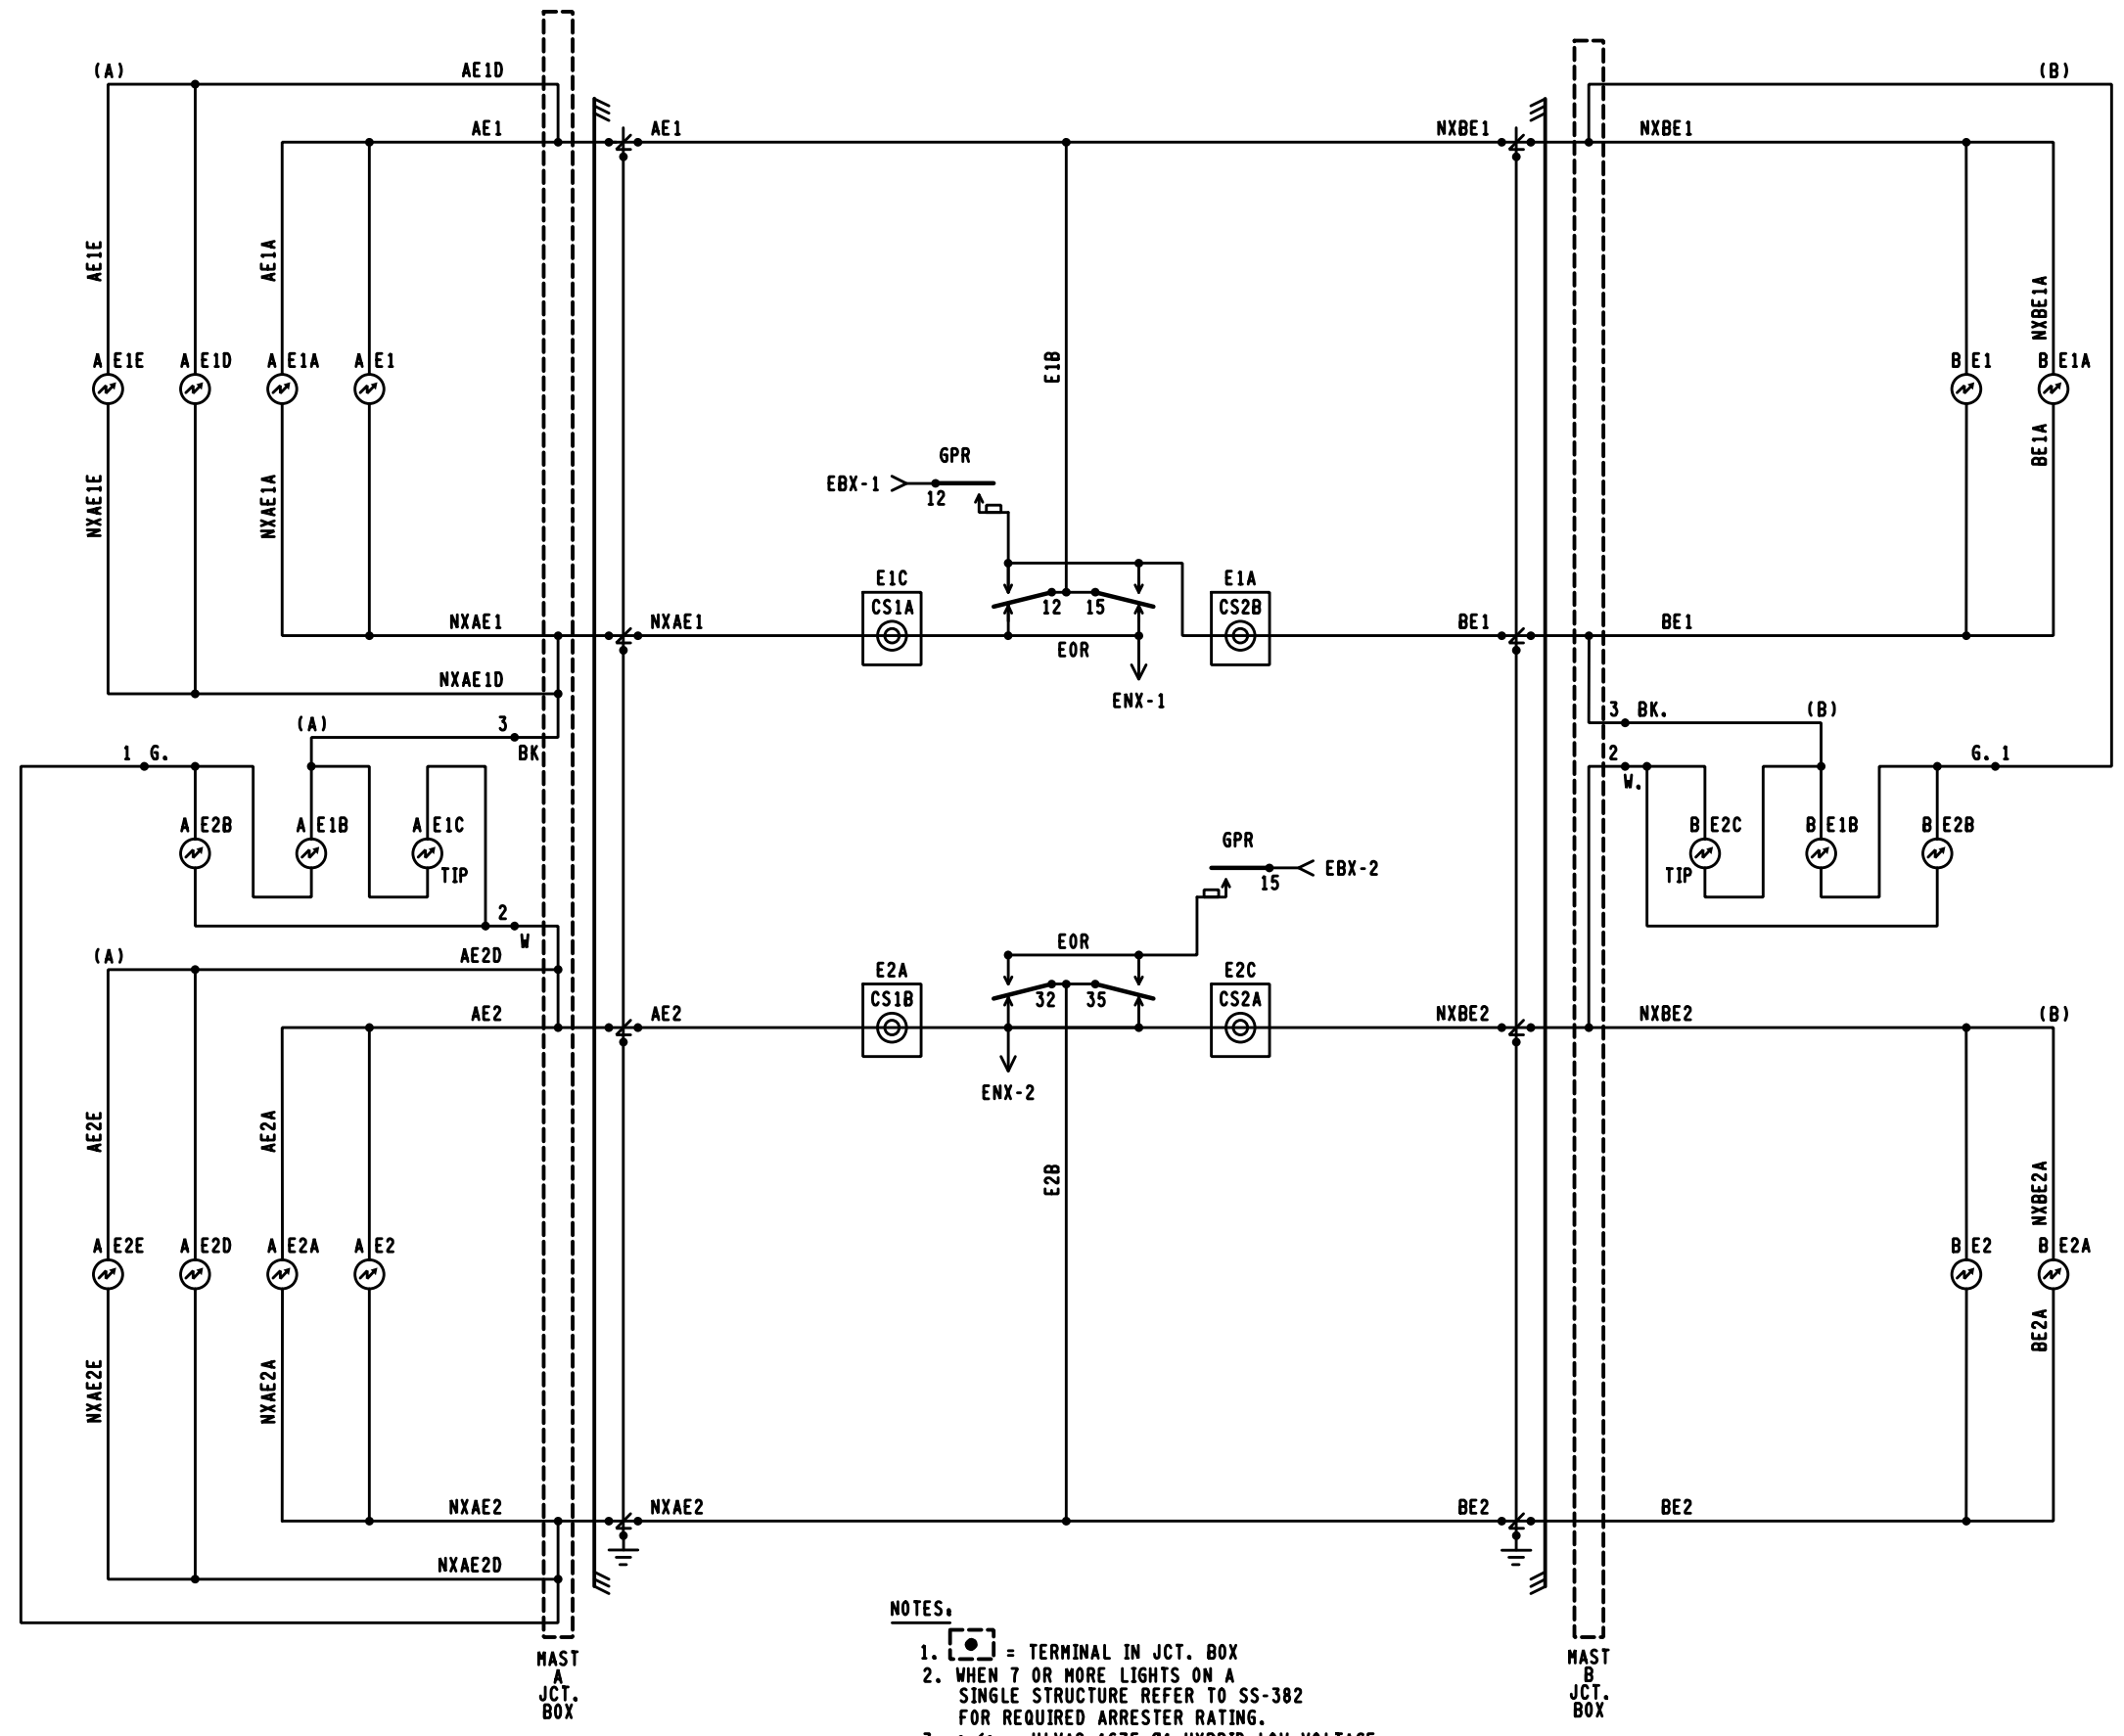 (A) AE1D (B)
AE1 AE1 NXBE1 NXBE1
AE1E AE1A NXBE1A
A E1E A E1D A E1A A E1 E1B B E1 B E1A
BE1A
GPR
EBX-1
12
NXAE1E NXAE1A
E1C E1A
CS1A 12 15 CS2B
NXAE1 NXAE1 BE1 BE1
EOR
NXAE1D ENX-1
(A) 3 3 BK. (B)
1 G. BK 2 G. 1
W.
A E2B A E1B A E1C B E2C B E1B B E2B
TIP TIP
GPR
EBX-2
15
2
W
(A) AE2D EOR
E2A E2C
CS1B 32 35 CS2A
AE2 AE2 NXBE2 NXBE2 (B)
ENX-2
AE2E AE2A E2B NXBE2A
A E2E A E2D A E2A A E2 B E2 B E2A
BE2A
NXAE2E NXAE2A
NXAE2 NXAE2 BE2 BE2
NXAE2D
NOTES:
MAST
A
JCT.
BOX
MAST
B
JCT.
BOX
1. = TERMINAL IN JCT. BOX
2. WHEN 7 OR MORE LIGHTS ON A
SINGLE STRUCTURE REFER TO SS-382
FOR REQUIRED ARRESTER RATING.